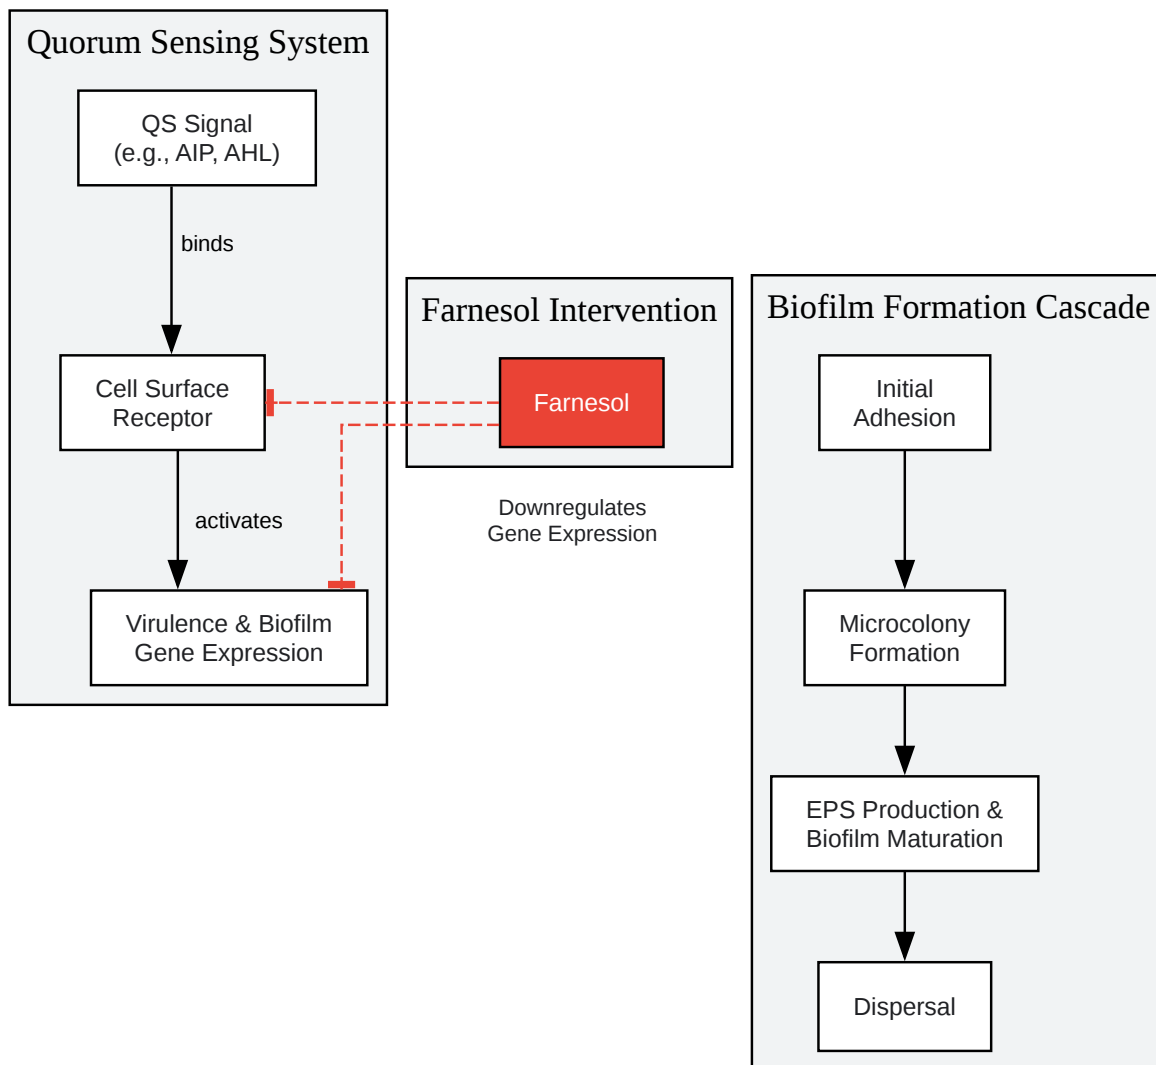 Quorum Sensing System
QS Signal
(e.g., AIP, AHL)
binds
Cell Surface
Receptor
activates
Virulence & Biofilm
Gene Expression
Farnesol Intervention
Farnesol
Downregulates
Gene Expression
Biofilm Formation Cascade
Initial
Adhesion
Microcolony
Formation
EPS Production &
Biofilm Maturation
Dispersal